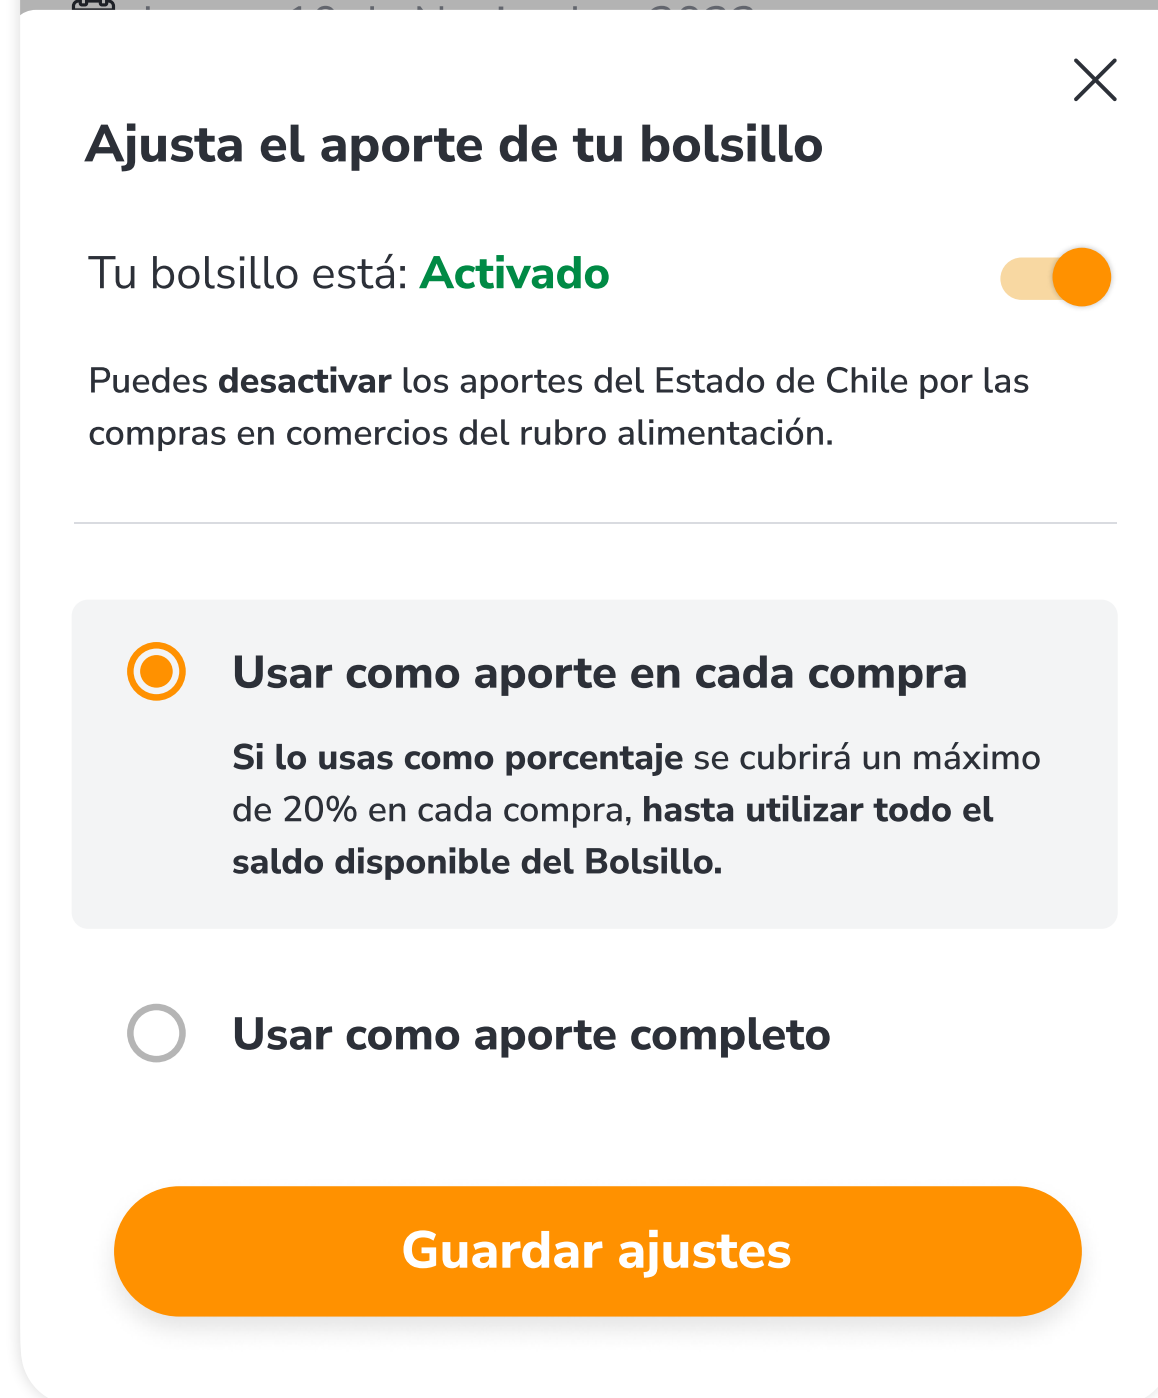 Ajusta el aporte de tu bolsillo
Tu bolsillo está: Activado
Puedes desactivar los aportes del Estado de Chile por las
compras en comercios del rubro alimentación.
Usar como aporte en cada compra
Si lo usas como porcentaje se cubrirá un máximo
de 20% en cada compra, hasta utilizar todo el
saldo disponible del Bolsillo.
Usar como aporte completo
Guardar ajustes